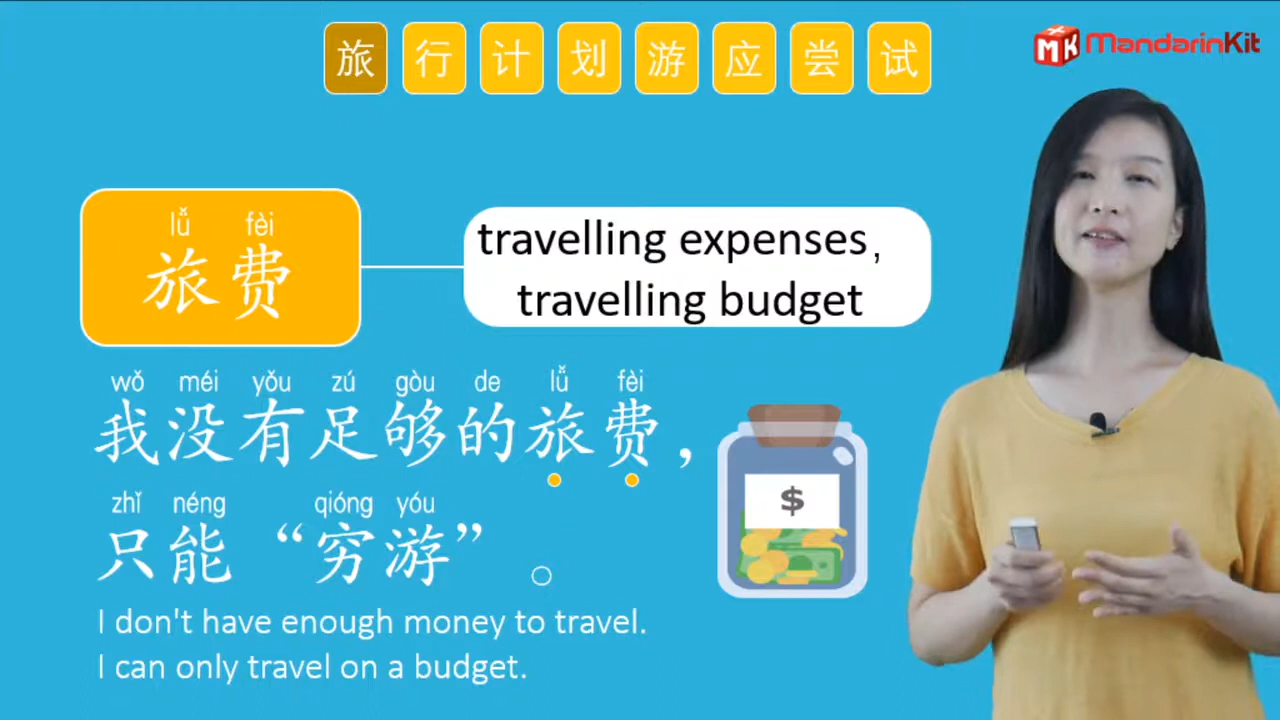 旅 行 计 划 游 应 尝 试
MK MandarinKit
lǚ fèi
旅费
travelling expenses,
travelling budget
wǒ méi yǒu zú gòu de lǚ fèi
我没有足够的旅费，
zhǐ néng qióng yóu
只能“穷游”。
$
I don't have enough money to travel.
I can only travel on a budget.